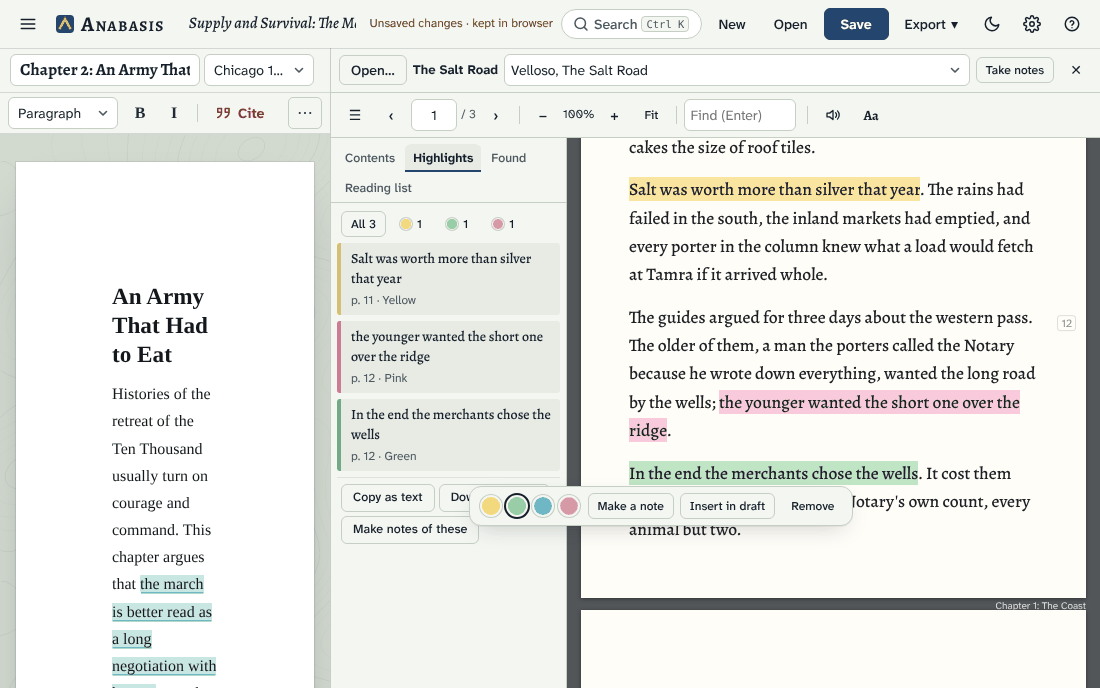 ANABASIS
Supply and Survival: The M
Unsaved changes · kept in browser
Search Ctrl K
New
Open
Save
Export ▾
Chapter 2: An Army That
Chicago 1...
Open...
The Salt Road
Velloso, The Salt Road
Take notes
✕
Paragraph
B
I
Cite
...
☰
‹
1
/ 3
›
−
100%
+
Fit
Find (Enter)
Aa
An Army
That Had
to Eat
Histories of the
retreat of the
Ten Thousand
usually turn on
courage and
command. This
chapter argues
that the march
is better read as
a long
negotiation with
Contents
Highlights
Found
Reading list
All 3
1
1
1
Salt was worth more than silver
that year
p. 11 · Yellow
the younger wanted the short one
over the ridge
p. 12 · Pink
In the end the merchants chose the
wells
p. 12 · Green
Copy as text
Dow
Make notes of these
cakes the size of roof tiles.
Salt was worth more than silver that year. The rains had
failed in the south, the inland markets had emptied, and
every porter in the column knew what a load would fetch
at Tamra if it arrived whole.
The guides argued for three days about the western pass.
12
The older of them, a man the porters called the Notary
because he wrote down everything, wanted the long road
by the wells; the younger wanted the short one over the
ridge.
In the end the merchants chose the wells. It cost them
Notary's own count, every
animal but two.
Make a note
Insert in draft
Remove
Chapter 1: The Coast